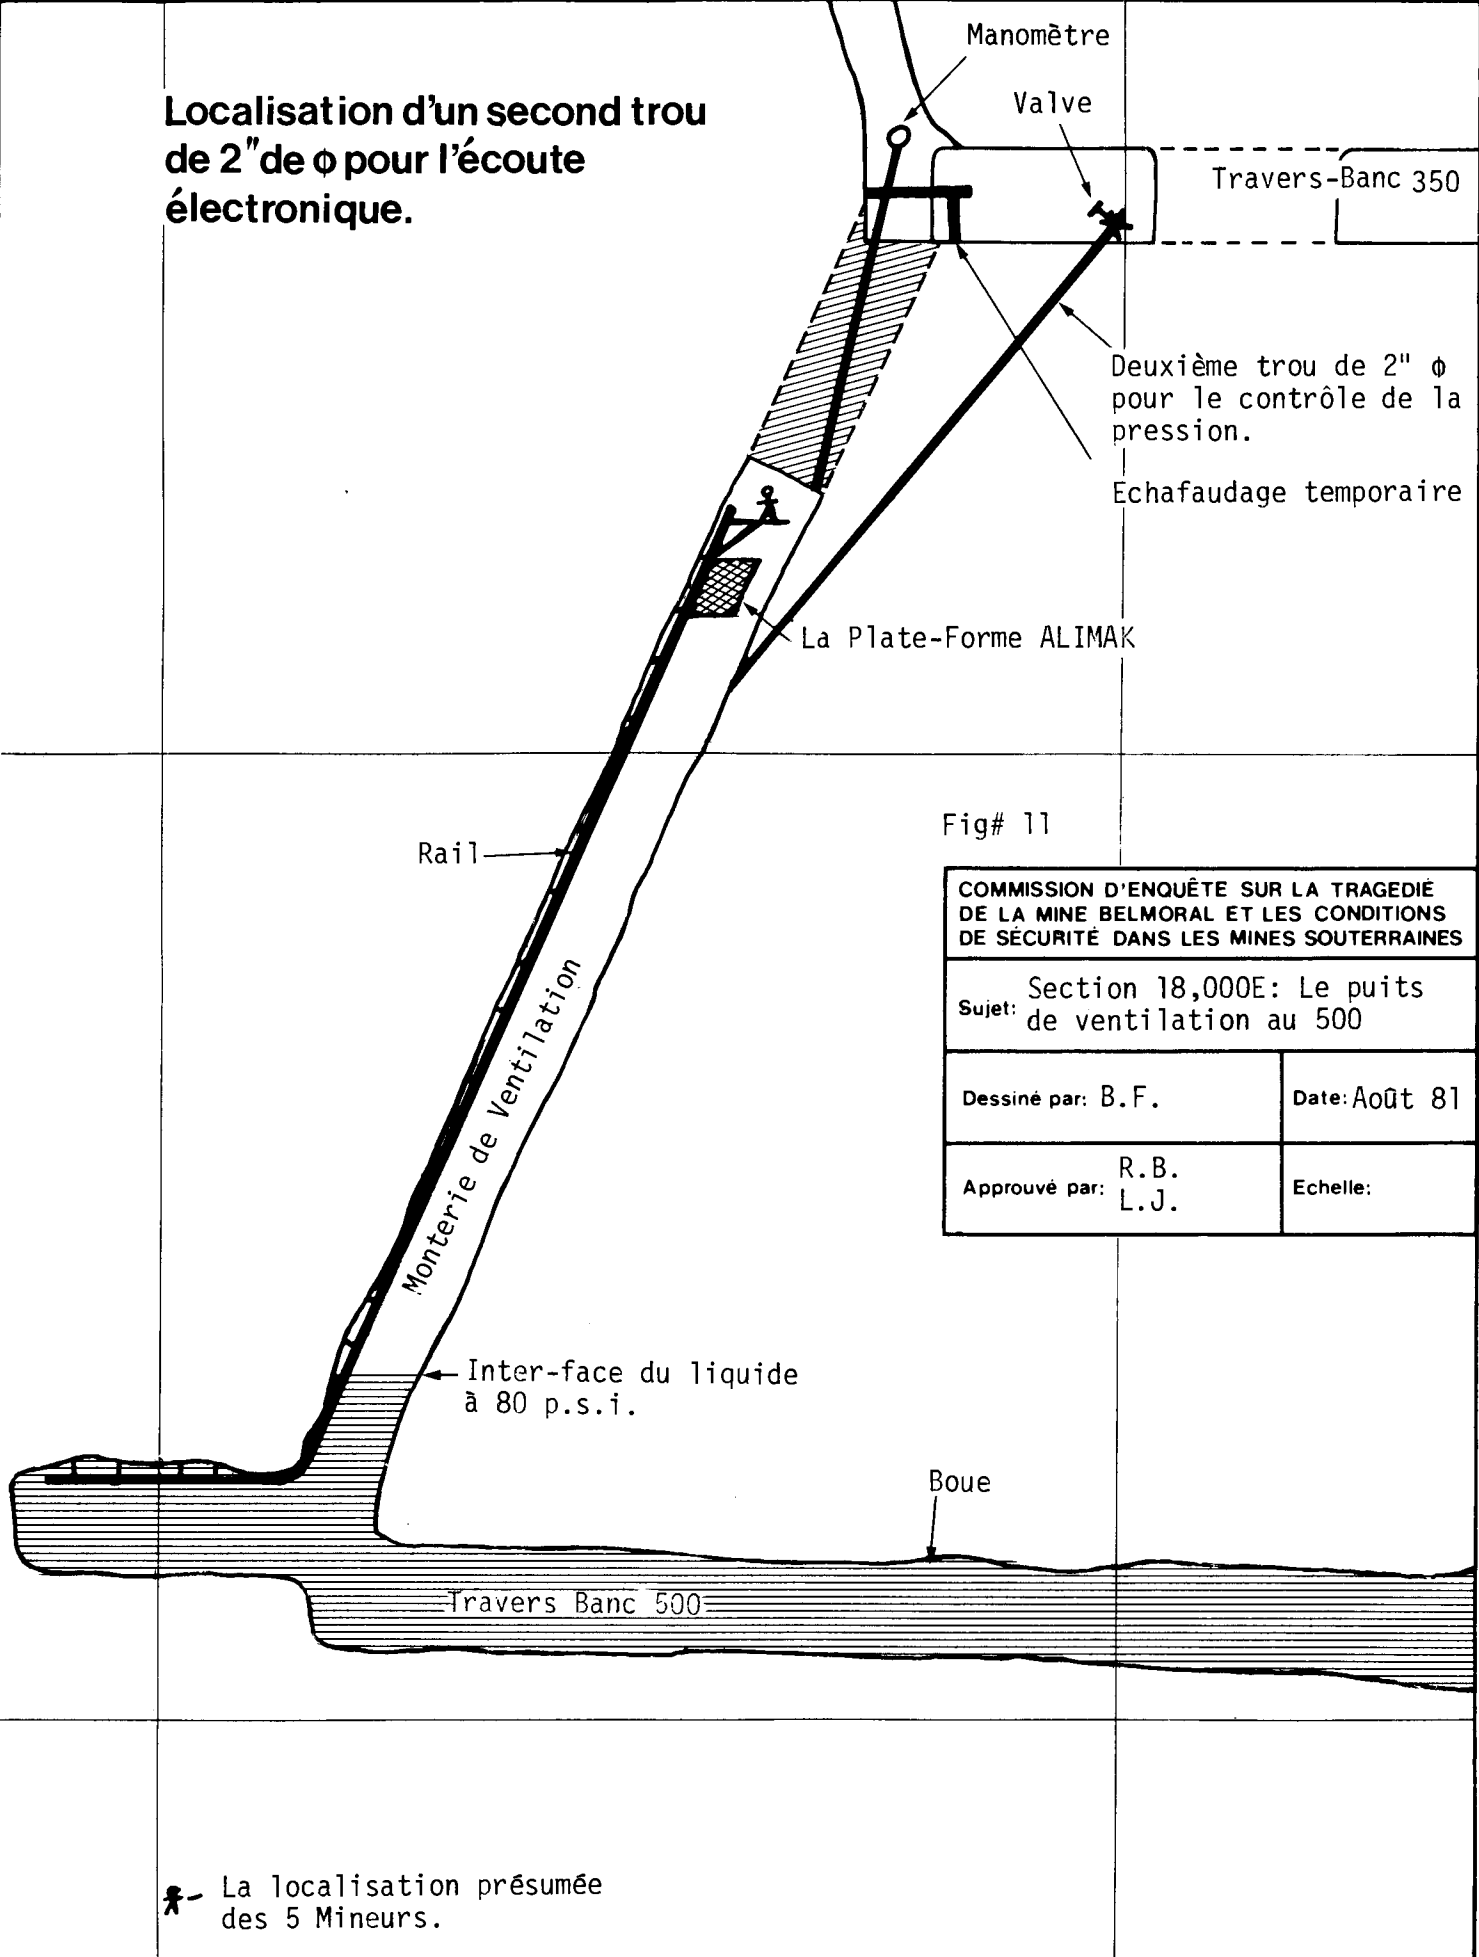 Localisation d'un second trou
de 2"de ϕ pour l'écoute
électronique.
Manomètre
Valve
Travers-Banc 350
Deuxième trou de 2" ϕ
pour le contrôle de la
pression.
Echafaudage temporaire
La Plate-Forme ALIMAK
Rail
Monterie de Ventilation
Inter-face du liquide
à 80 p.s.i.
Boue
Travers Banc 500
Fig# 11
COMMISSION D'ENQUÊTE SUR LA TRAGEDIÉ
DE LA MINE BELMORAL ET LES CONDITIONS
DE SÉCURITÉ DANS LES MINES SOUTERRAINES
Sujet: Section 18,000E: Le puits
de ventilation au 500
Dessiné par: B.F.
Date: Août 81
Approuvé par: R.B.
L.J.
Echelle:
La localisation présumée
des 5 Mineurs.